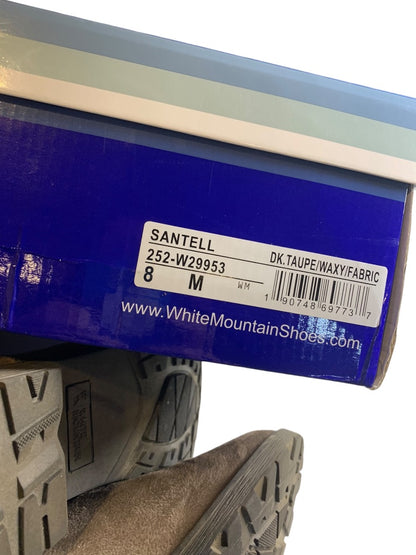 SANTELL
252-W29953 DK.TAUPE/WAXY/FABRIC
8 M WM
1 90748 69773 7
www.WhiteMountainShoes.com